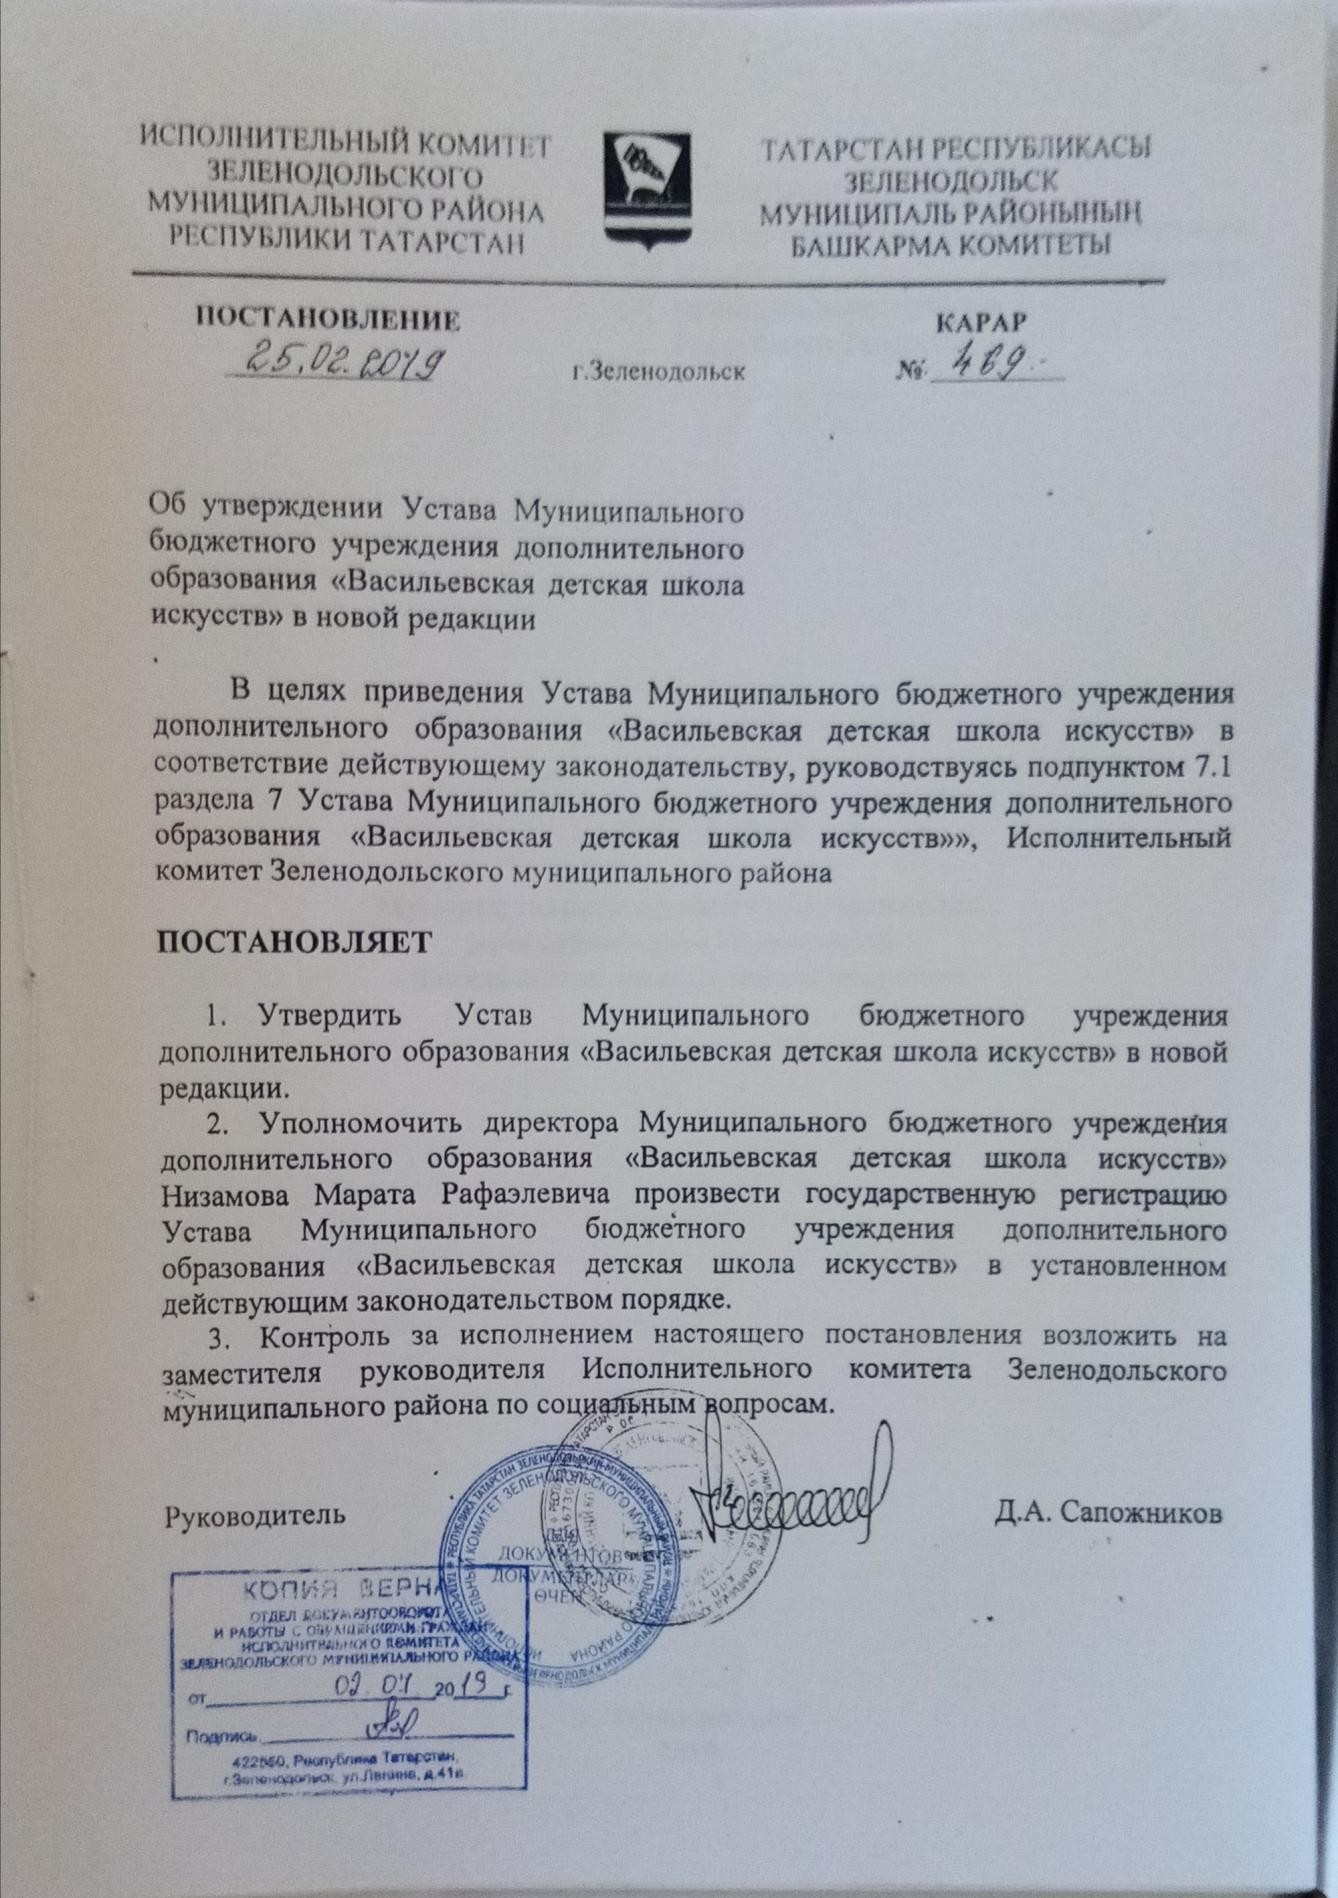 ИСПОЛНИТЕЛЬНЫЙ КОМИТЕТ
ЗЕЛЕНОДОЛЬСКОГО
МУНИЦИПАЛЬНОГО РАЙОНА
РЕСПУБЛИКИ ТАТАРСТАН
ТАТАРСТАН РЕСПУБЛИКАСЫ
ЗЕЛЕНОДОЛЬСК
МУНИЦИПАЛЬ РАЙОНЫНЫҢ
БАШКАРМА КОМИТЕТЫ
ПОСТАНОВЛЕНИЕ
КАРАР
25.02.2019
г.Зеленодольск
№ 469
Об утверждении Устава Муниципального
бюджетного учреждения дополнительного
образования «Васильевская детская школа
искусств» в новой редакции
В целях приведения Устава Муниципального бюджетного учреждения
дополнительного образования «Васильевская детская школа искусств» в
соответствие действующему законодательству, руководствуясь подпунктом 7.1
раздела 7 Устава Муниципального бюджетного учреждения дополнительного
образования «Васильевская детская школа искусств»», Исполнительный
комитет Зеленодольского муниципального района
ПОСТАНОВЛЯЕТ
1. Утвердить Устав Муниципального бюджетного учреждения
дополнительного образования «Васильевская детская школа искусств» в новой
редакции.
2. Уполномочить директора Муниципального бюджетного учреждения
дополнительного образования «Васильевская детская школа искусств»
Низамова Марата Рафаэлевича произвести государственную регистрацию
Устава Муниципального бюджетного учреждения дополнительного
образования «Васильевская детская школа искусств» в установленном
действующим законодательством порядке.
3. Контроль за исполнением настоящего постановления возложить на
заместителя руководителя Исполнительного комитета Зеленодольского
муниципального района по социальным вопросам.
Руководитель
Д.А. Сапожников
ДЛЯ
ДОКУМЕНТОВ
ДОКУМЕНТЛАР
ӨЧЕН
КОПИЯ ВЕРНА
ОТДЕЛ ДОКУМЕНТООБОРОТА
И РАБОТЫ С ОБРАЩЕНИЯМИ ГРАЖДАН
ИСПОЛНИТЕЛЬНОГО КОМИТЕТА
ЗЕЛЕНОДОЛЬСКОГО МУНИЦИПАЛЬНОГО РАЙОНА
от 02.04. 2019 г.
Подпись
Республика Татарстан,
г.Зеленодольск, ул.Ленина, д.41а.